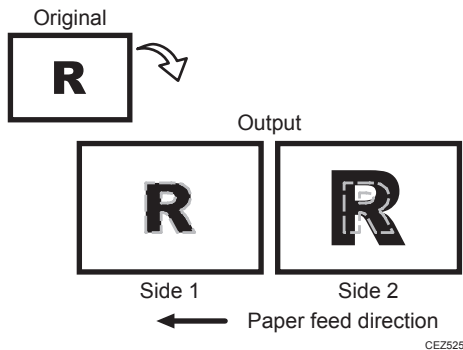 Original
R
Output
R R
Side 1 Side 2
Paper feed direction
CEZ525